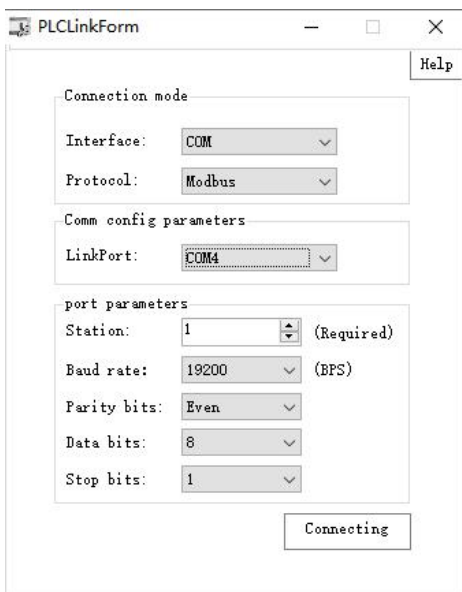 PLCLinkForm
Help
Connection mode
Interface: COM
Protocol: Modbus
Comm config parameters
LinkPort: COM4
port parameters
Station: 1 (Required)
Baud rate: 19200 (BPS)
Parity bits: Even
Data bits: 8
Stop bits: 1
Connecting